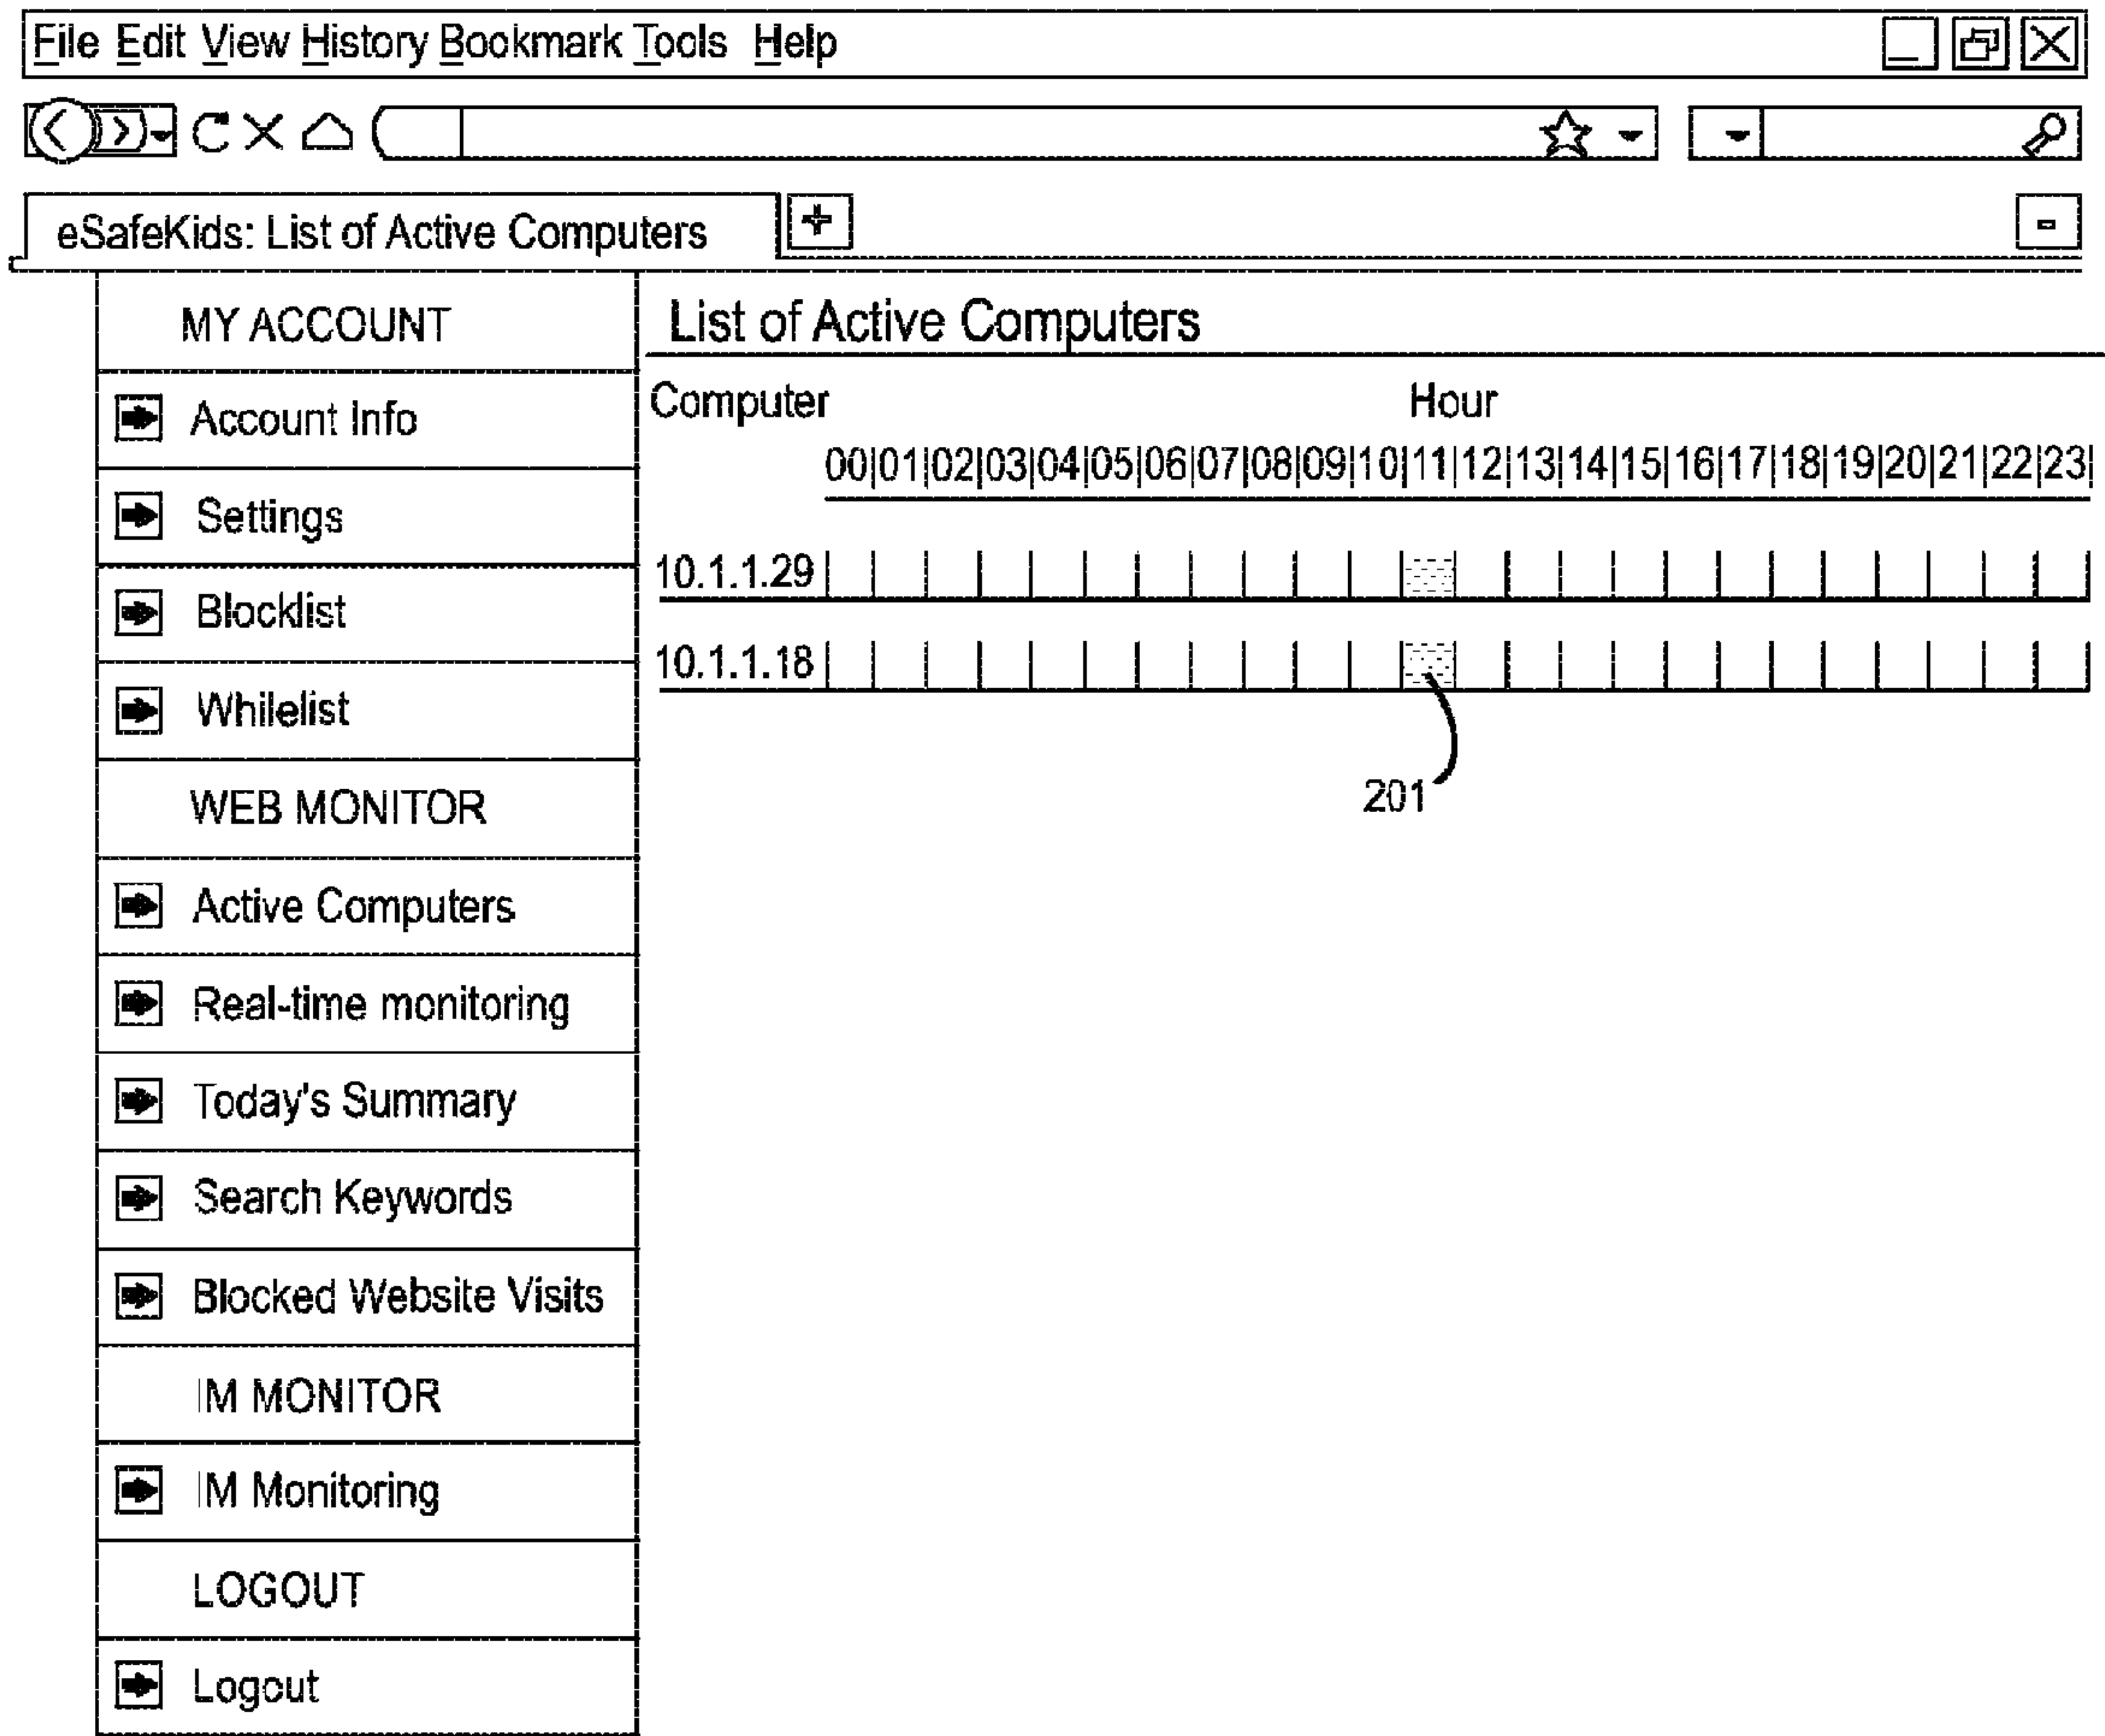 File Edit View History Bookmark Tools Help
eSafeKids: List of Active Computers
MY ACCOUNT
Account Info
Settings
Blocklist
Whilelist
WEB MONITOR
Active Computers
Real-time monitoring
Today's Summary
Search Keywords
Blocked Website Visits
IM MONITOR
IM Monitoring
LOGOUT
Logout
List of Active Computers
Computer Hour
00|01|02|03|04|05|06|07|08|09|10|11|12|13|14|15|16|17|18|19|20|21|22|23|
10.1.1.29
10.1.1.18
201